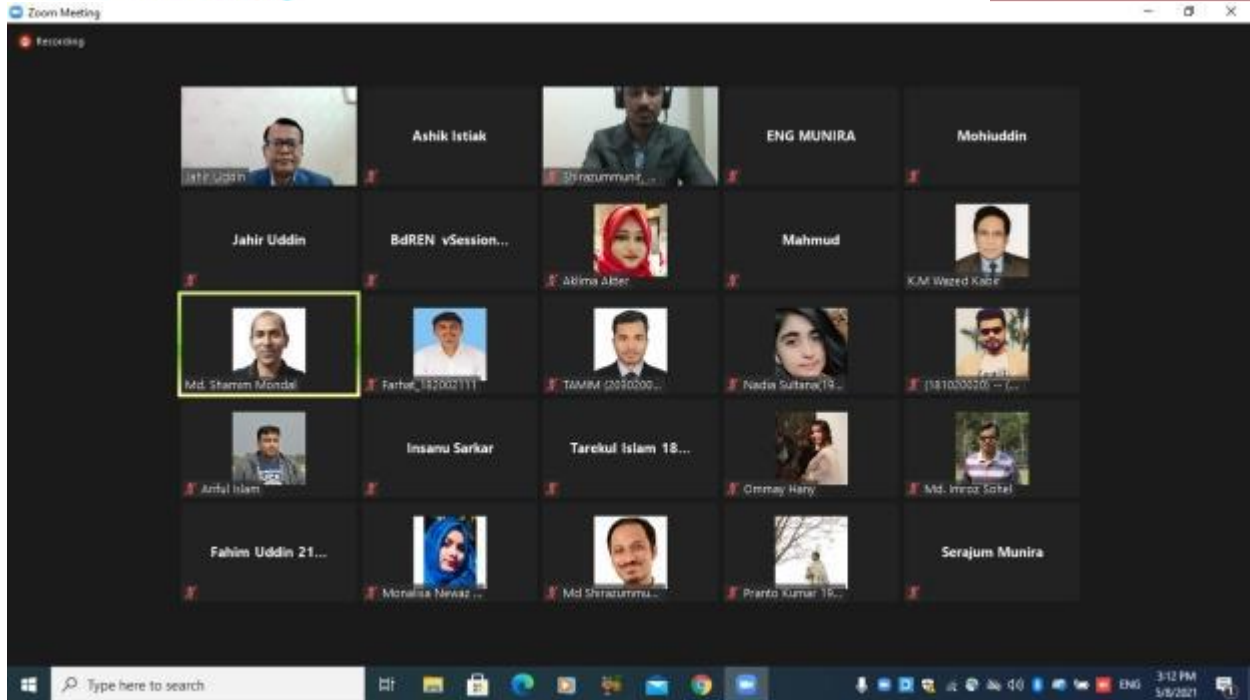 Zoom Meeting
Recording
Jahir Uddin
Ashik Istiak
Shirazummunir,...
ENG MUNIRA
Mohiuddin
Jahir Uddin
BdREN vSession...
Aklima Akter
Mahmud
K.M Wazed Kabir
Md. Shamim Mondal
Farhat_182002111
TAMIM (2030200...
Nadia Sultana(19...
(181020020) -- (...
Ariful Islam
Insanu Sarkar
Tarekul Islam 18...
Ommay Hany
Md. Imroz Sohel
Fahim Uddin 21...
Monalisa Newaz ...
Md Shirazummu...
Pranto Kumar 19...
Serajum Munira
Type here to search
ENG
3:12 PM
5/8/2021